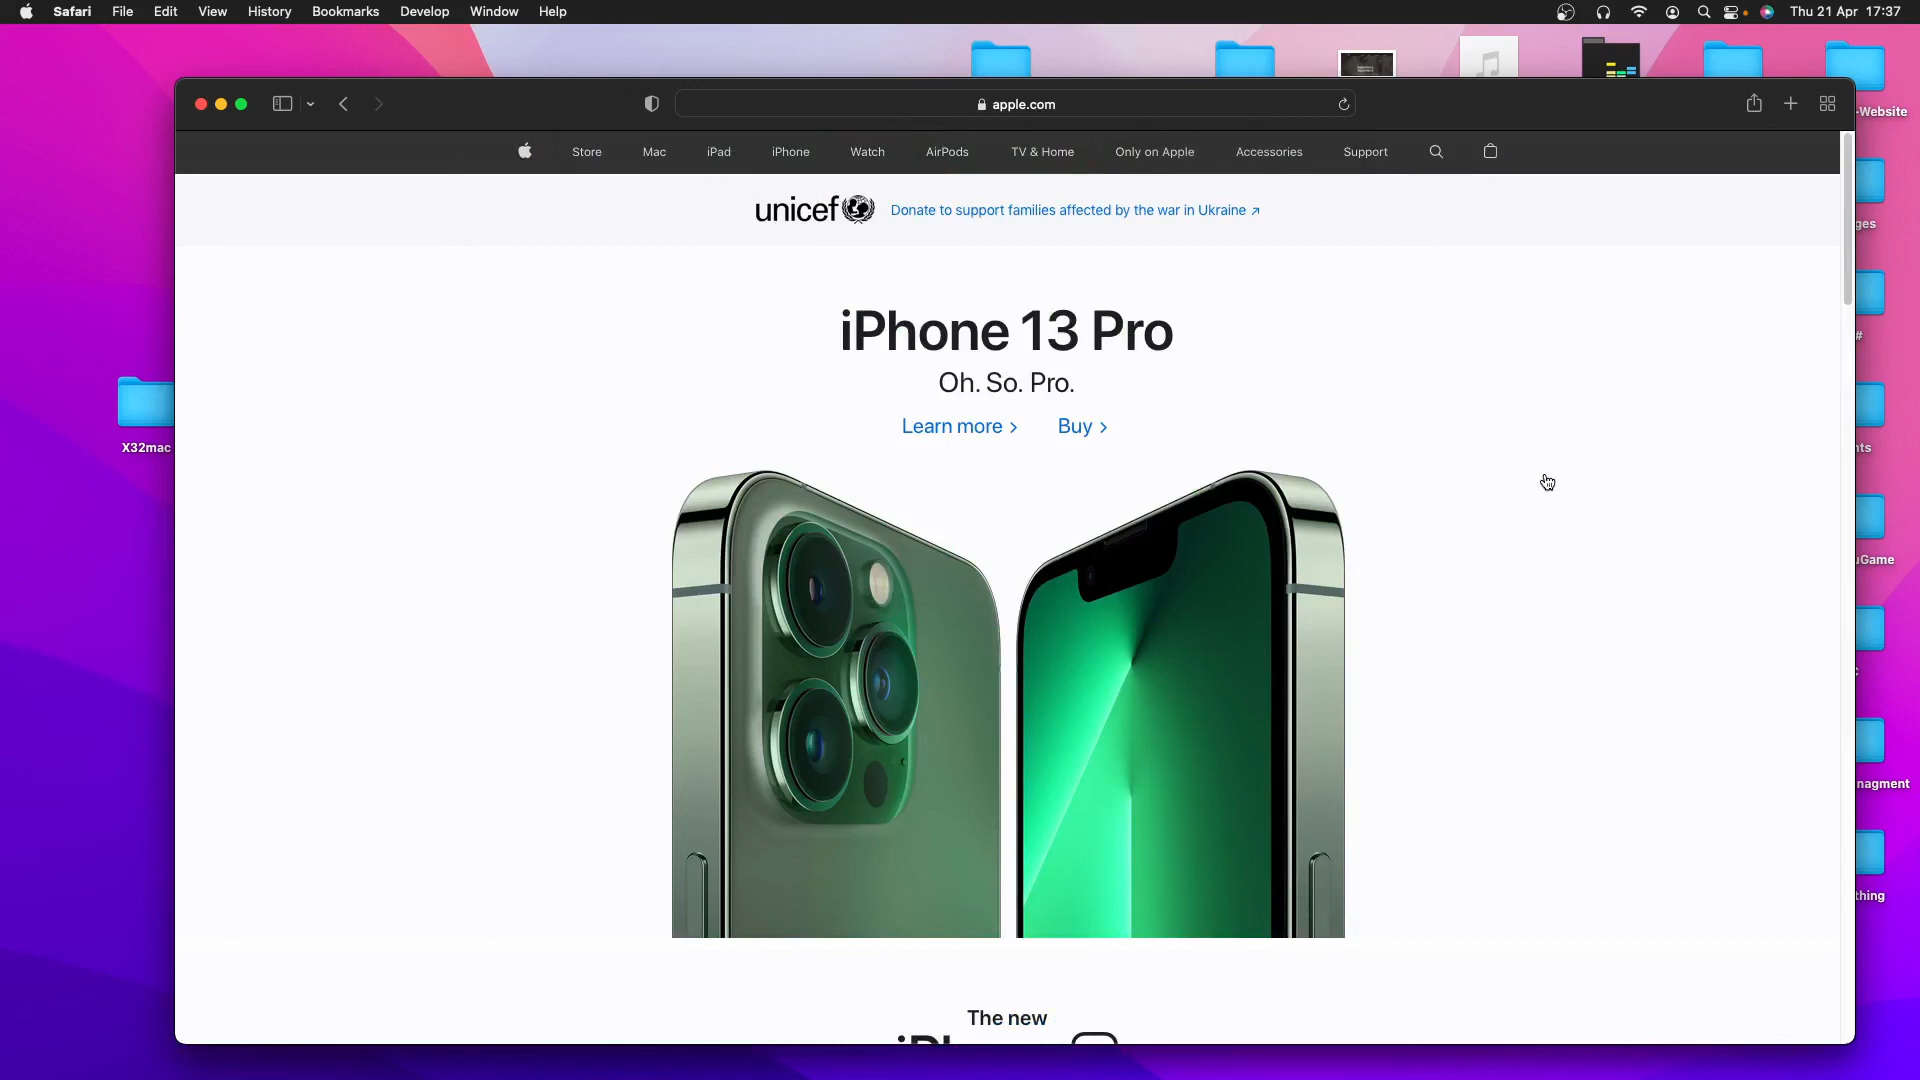 Safari File Edit View History Bookmarks Develop Window Help Thu 21 Apr 17:37
apple.com
Store Mac iPad iPhone Watch AirPods TV & Home Only on Apple Accessories Support
unicef Donate to support families affected by the war in Ukraine
iPhone 13 Pro
Oh. So. Pro.
Learn more Buy
The new
X32mac
-Website
ges
#
nts
uGame
nagment
thing